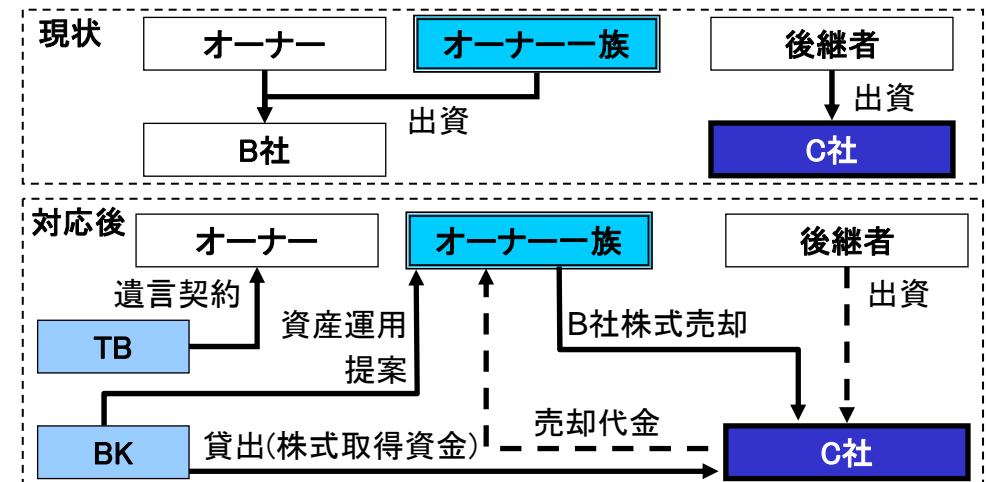 現状
オーナー
オーナー一族
後継者
出資
出資
B社
C社
対応後
オーナー
オーナー一族
後継者
遺言契約
資産運用
提案
B社株式売却
出資
TB
売却代金
BK
貸出(株式取得資金)
C社